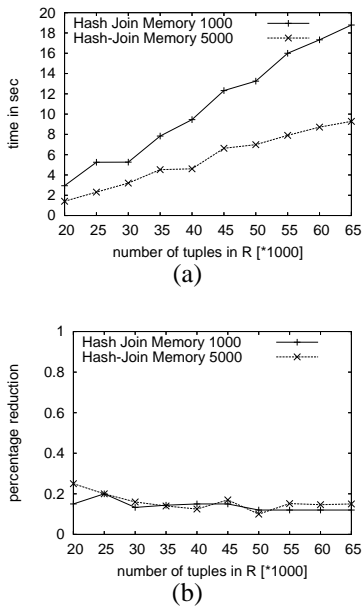 Hash Join Memory 1000
Hash-Join Memory 5000
20
18
16
14
12
10
8
6
4
2
0
time in sec
20 25 30 35 40 45 50 55 60 65
number of tuples in R [*1000]
(a)
Hash Join Memory 1000
Hash-Join Memory 5000
1
0.8
0.6
0.4
0.2
0
percentage reduction
20 25 30 35 40 45 50 55 60 65
number of tuples in R [*1000]
(b)